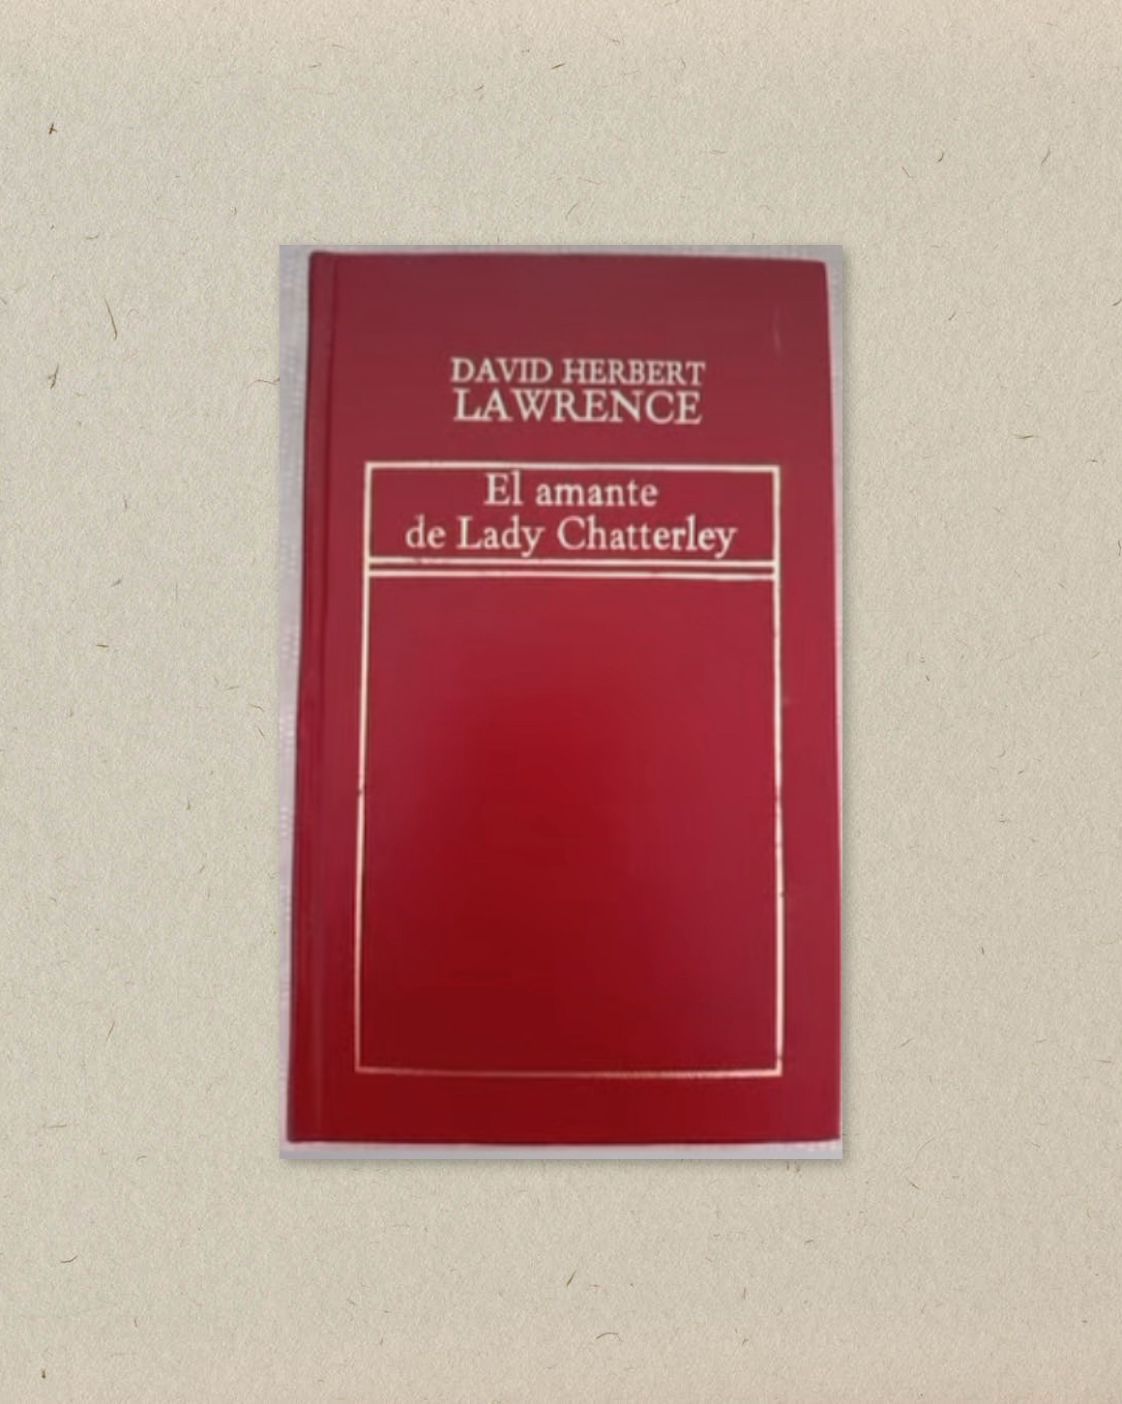 DAVID HERBERT
LAWRENCE
El amante
de Lady Chatterley